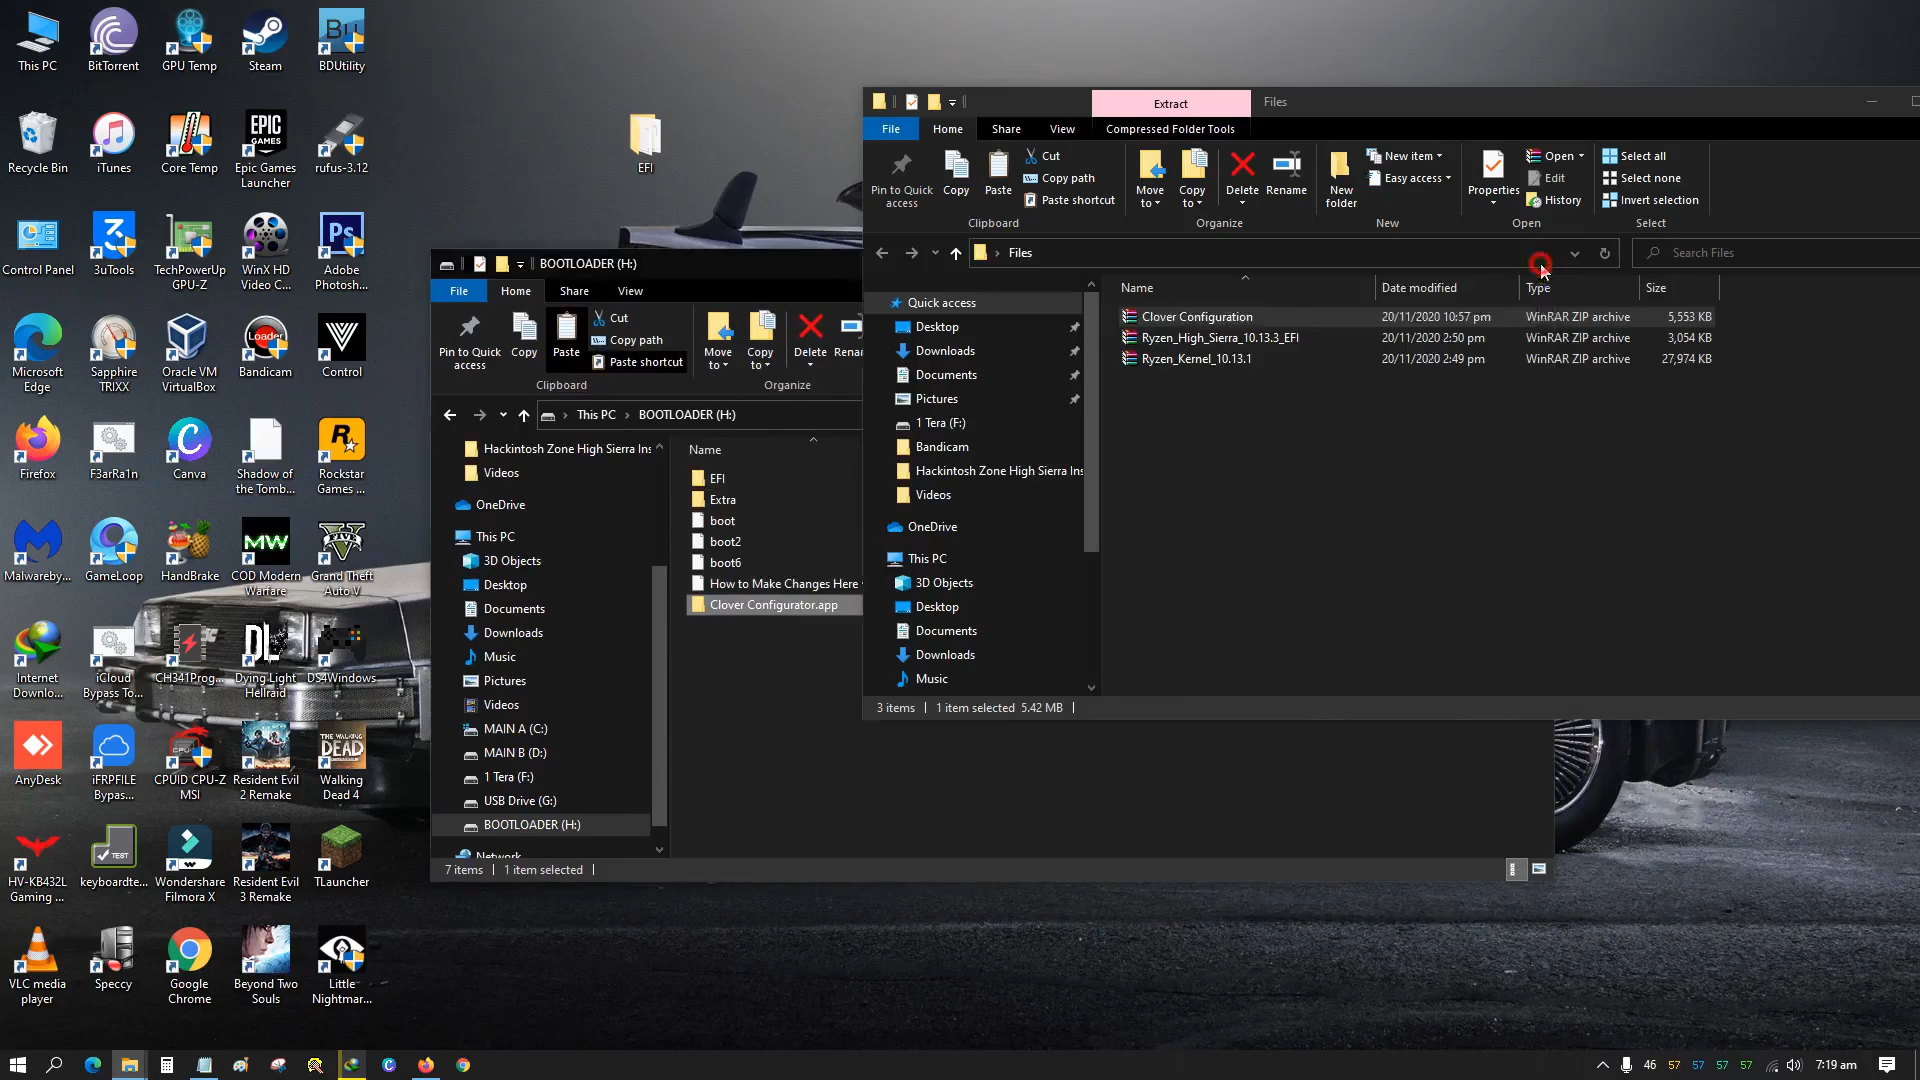 This PC
BitTorrent
GPU Temp
Steam
BDUtility
Recycle Bin
iTunes
Core Temp
Epic Games
Launcher
rufus-3.12
Control Panel
3uTools
TechPowerUp
GPU-Z
WinX HD
Video C...
Adobe
Photosh...
Microsoft
Edge
Sapphire
TRIXX
Oracle VM
VirtualBox
Bandicam
Control
Firefox
F3arRa1n
Canva
Shadow of
the Tomb...
Rockstar
Games ...
Malwareby...
GameLoop
HandBrake
COD Modern
Warfare
Grand Theft
Auto V
Internet
Downlo...
iCloud
Bypass To...
CH341Prog...
Dying Light
Hellraid
DS4Windows
AnyDesk
iFRPFILE
Bypas...
CPUID CPU-Z
MSI
Resident Evil
2 Remake
Walking
Dead 4
HV-KB432L
Gaming ...
keyboardte...
Wondershare
Filmora X
Resident Evil
3 Remake
TLauncher
VLC media
player
Speccy
Google
Chrome
Beyond Two
Souls
Little
Nightmar...
EFI
BOOTLOADER (H:)
File
Home
Share
View
Pin to Quick
access
Copy
Paste
Cut
Copy path
Paste shortcut
Clipboard
Move
to
Copy
to
Delete
Renam
Organize
This PC
BOOTLOADER (H:)
Hackintosh Zone High Sierra Ins
Videos
OneDrive
This PC
3D Objects
Desktop
Documents
Downloads
Music
Pictures
Videos
MAIN A (C:)
MAIN B (D:)
1 Tera (F:)
USB Drive (G:)
BOOTLOADER (H:)
Network
Name
EFI
Extra
boot
boot2
boot6
How to Make Changes Here
Clover Configurator.app
7 items
1 item selected
Extract
Files
File
Home
Share
View
Compressed Folder Tools
Pin to Quick
access
Copy
Paste
Cut
Copy path
Paste shortcut
Clipboard
Move
to
Copy
to
Delete
Rename
Organize
New
folder
New item
Easy access
New
Properties
Open
Edit
History
Open
Select all
Select none
Invert selection
Select
Files
Search Files
Quick access
Desktop
Downloads
Documents
Pictures
1 Tera (F:)
Bandicam
Hackintosh Zone High Sierra Ins
Videos
OneDrive
This PC
3D Objects
Desktop
Documents
Downloads
Music
Name Date modified Type Size
Clover Configuration 20/11/2020 10:57 pm WinRAR ZIP archive 5,553 KB
Ryzen_High_Sierra_10.13.3_EFI 20/11/2020 2:50 pm WinRAR ZIP archive 3,054 KB
Ryzen_Kernel_10.13.1 20/11/2020 2:49 pm WinRAR ZIP archive 27,974 KB
3 items
1 item selected 5.42 MB
46 57 57 57 57
7:19 am